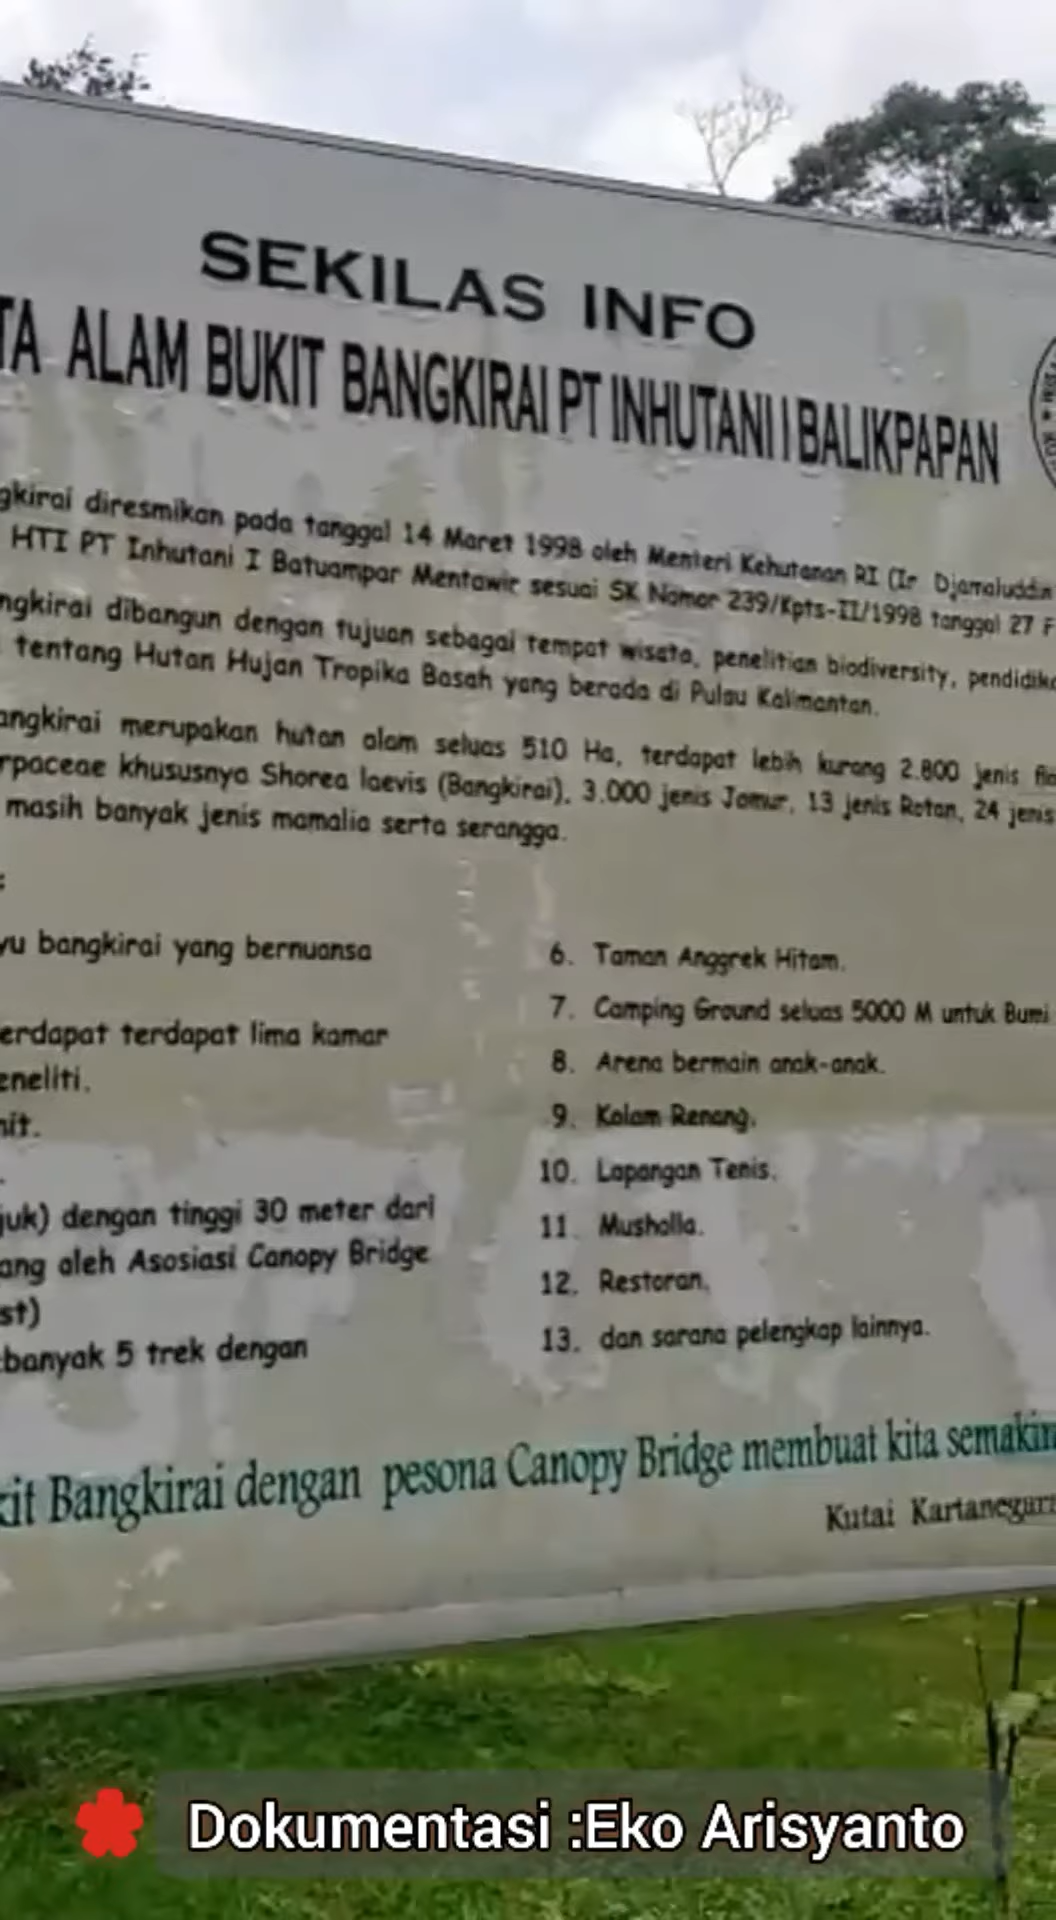 SEKILAS INFO
TA ALAM BUKIT BANGKIRAI PT INHUTANI I BALIKPAPAN
gkirai diresmikan pada tanggal 14 Maret 1998 oleh Menteri Kehutanan RI (Ir Djamaluddin
HTI PT Inhutani I Batuampar Mentawir sesuai SK Nomor 239/Kpts-II/1998 tanggal 27 F
ngkirai dibangun dengan tujuan sebagai tempat wisata, penelitian biodiversity, pendidika
tentang Hutan Hujan Tropika Basah yang berada di Pulau Kalimantan.
angkirai merupakan hutan alam seluas 510 Ha, terdapat lebih kurang 2.800 jenis flo
rpaceae khususnya Shorea laevis (Bangkirai), 3.000 jenis Jamur, 13 jenis Rotan, 24 jenis
masih banyak jenis mamalia serta serangga.
:
yu bangkirai yang bernuansa
erdapat terdapat lima kamar
eneliti.
nit.
.
juk) dengan tinggi 30 meter dari
ang oleh Asosiasi Canopy Bridge
st)
banyak 5 trek dengan
6. Taman Anggrek Hitam.
7. Camping Ground seluas 5000 M untuk Bumi
8. Arena bermain anak-anak.
9. Kolam Renang.
10. Lapangan Tenis.
11. Musholla.
12. Restoran.
13. dan sarana pelengkap lainnya.
kit Bangkirai dengan pesona Canopy Bridge membuat kita semakin
Kutai Kartanegara
Dokumentasi :Eko Arisyanto